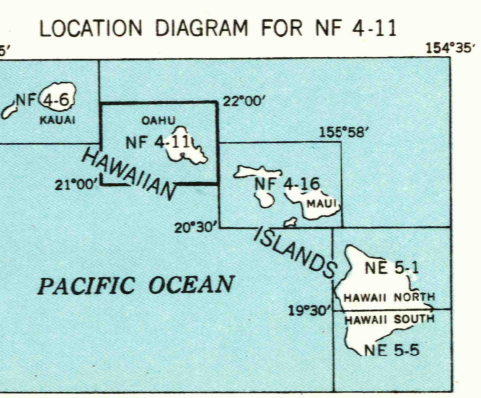 LOCATION DIAGRAM FOR NF 4-11
5'
154°35'
NF 4-6
KAUAI
22°00'
OAHU
NF 4-11
155°58'
HAWAIIAN
21°00'
NF 4-16
MAUI
20°30'
ISLANDS
NE 5-1
PACIFIC OCEAN
HAWAII NORTH
19°30'
HAWAII SOUTH
NE 5-5